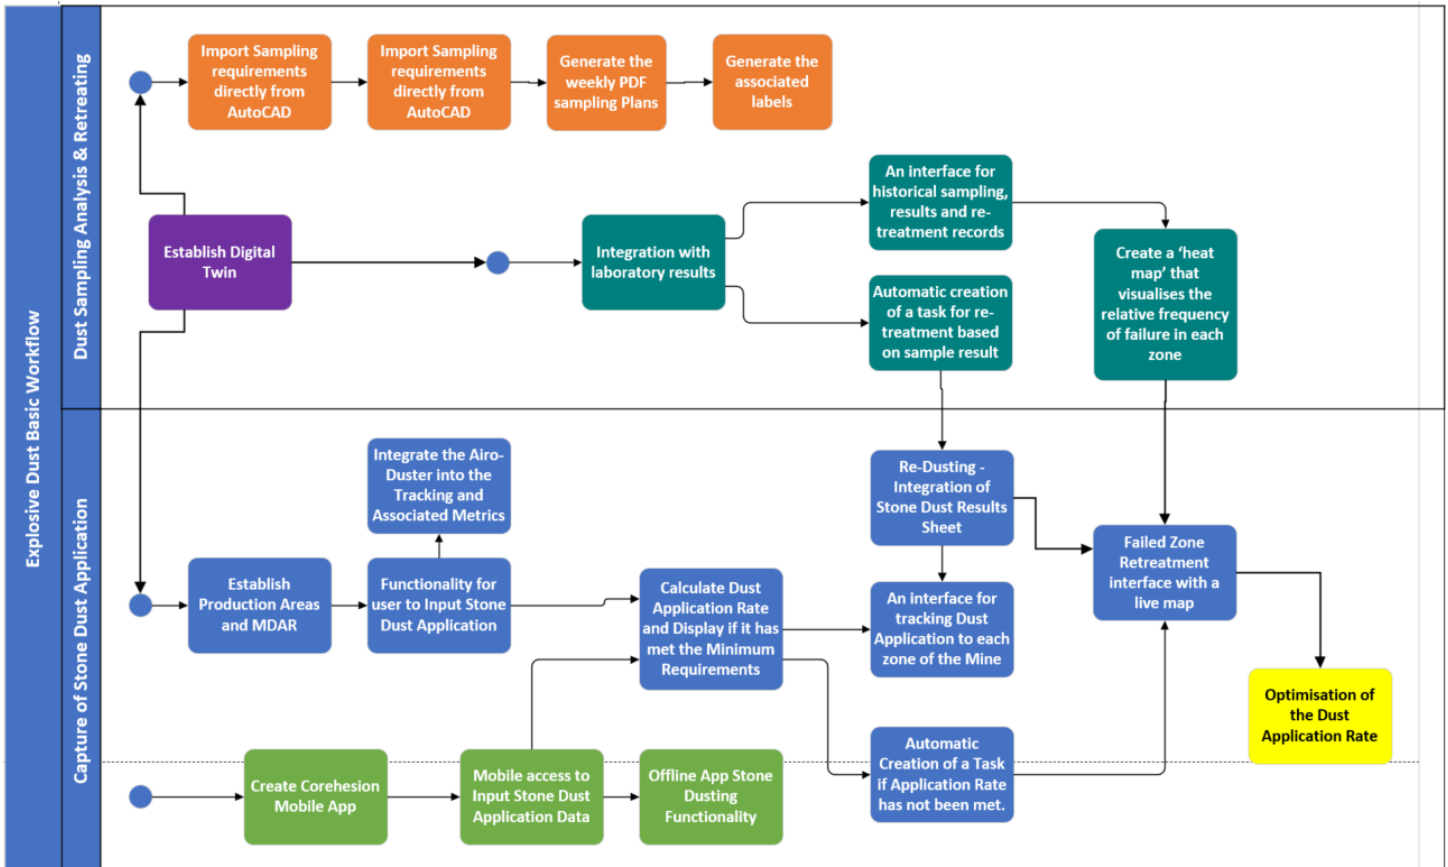 Explosive Dust Basic Workflow
Dust Sampling Analysis & Retreating
Import Sampling
requirements
directly from
AutoCAD
Import Sampling
requirements
directly from
AutoCAD
Generate the
weekly PDF
sampling Plans
Generate the
associated
labels
Establish Digital
Twin
Integration with
laboratory results
An interface for
historical sampling,
results and re-
treatment records
Automatic creation
of a task for re-
treatment based
on sample result
Create a ‘heat
map’ that
visualises the
relative frequency
of failure in each
zone
Capture of Stone Dust Application
Integrate the Airo-
Duster into the
Tracking and
Associated Metrics
Establish
Production Areas
and MDAR
Functionality for
user to Input Stone
Dust Application
Calculate Dust
Application Rate
and Display if it has
met the Minimum
Requirements
Re-Dusting -
Integration of
Stone Dust Results
Sheet
An interface for
tracking Dust
Application to each
zone of the Mine
Automatic
Creation of a Task
if Application Rate
has not been met.
Failed Zone
Retreatment
interface with a
live map
Optimisation of
the Dust
Application Rate
Create Corehesion
Mobile App
Mobile access to
Input Stone Dust
Application Data
Offline App Stone
Dusting
Functionality